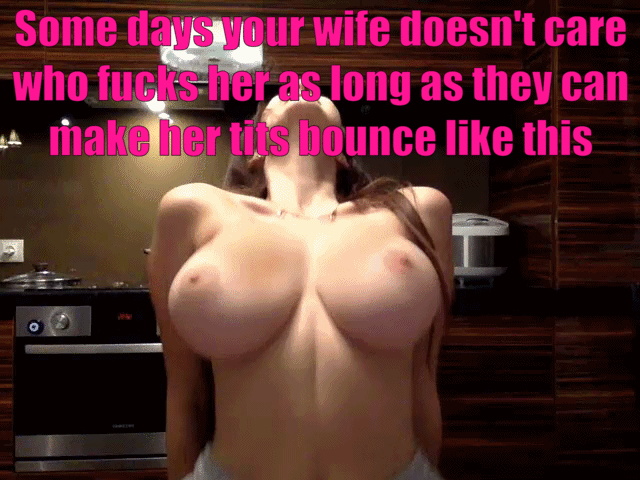 Some days your wife doesn't care
who fucks her as long as they can
make her tits bounce like this